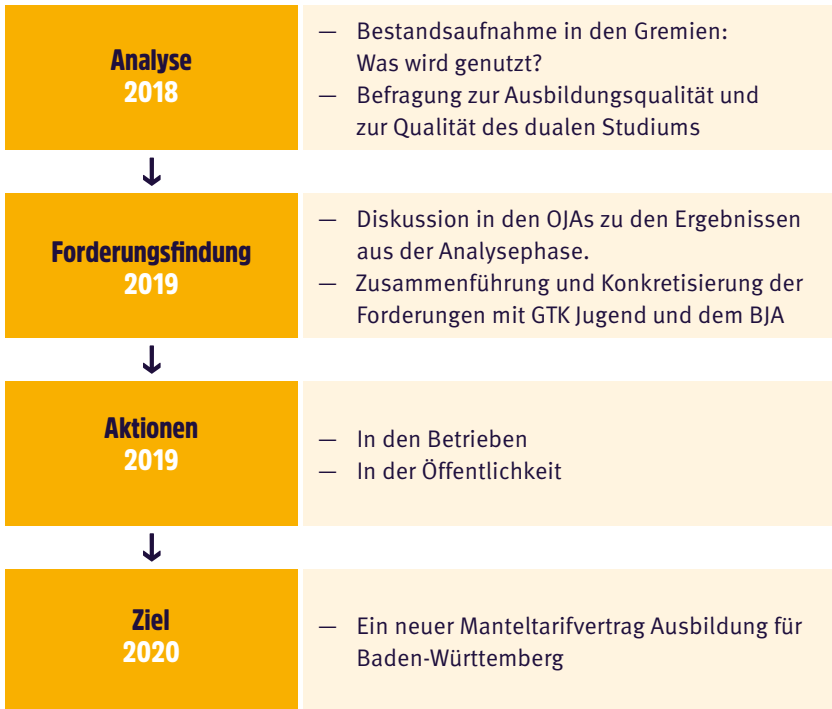 Analyse
2018
— Bestandsaufnahme in den Gremien:
Was wird genutzt?
— Befragung zur Ausbildungsqualität und
zur Qualität des dualen Studiums
↓
Forderungsfindung
2019
— Diskussion in den OJAs zu den Ergebnissen
aus der Analysephase.
— Zusammenführung und Konkretisierung der
Forderungen mit GTK Jugend und dem BJA
↓
Aktionen
2019
— In den Betrieben
— In der Öffentlichkeit
↓
Ziel
2020
— Ein neuer Manteltarifvertrag Ausbildung für
Baden-Württemberg